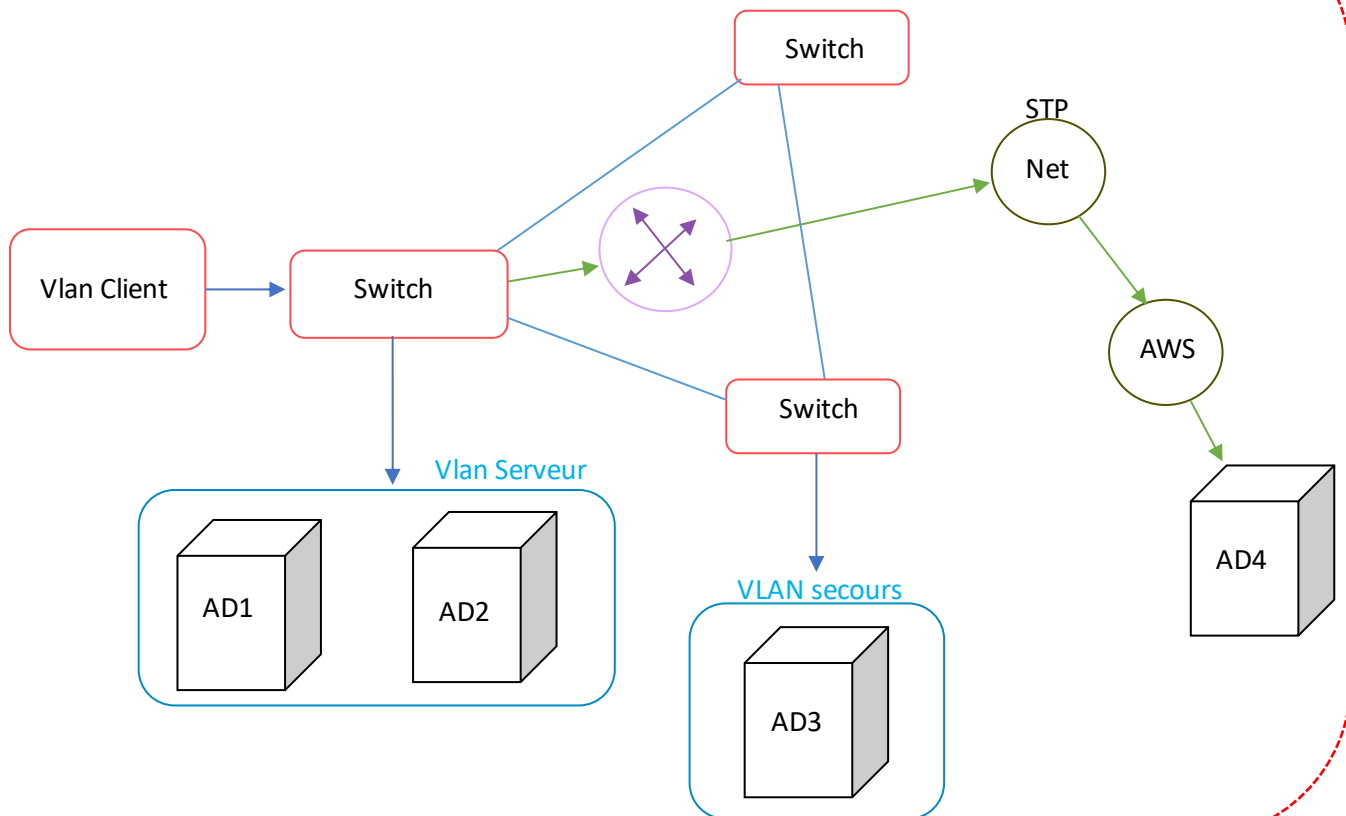 Switch
STP
Net
Vlan Client
Switch
AWS
Switch
Vlan Serveur
AD1
AD2
VLAN secours
AD3
AD4